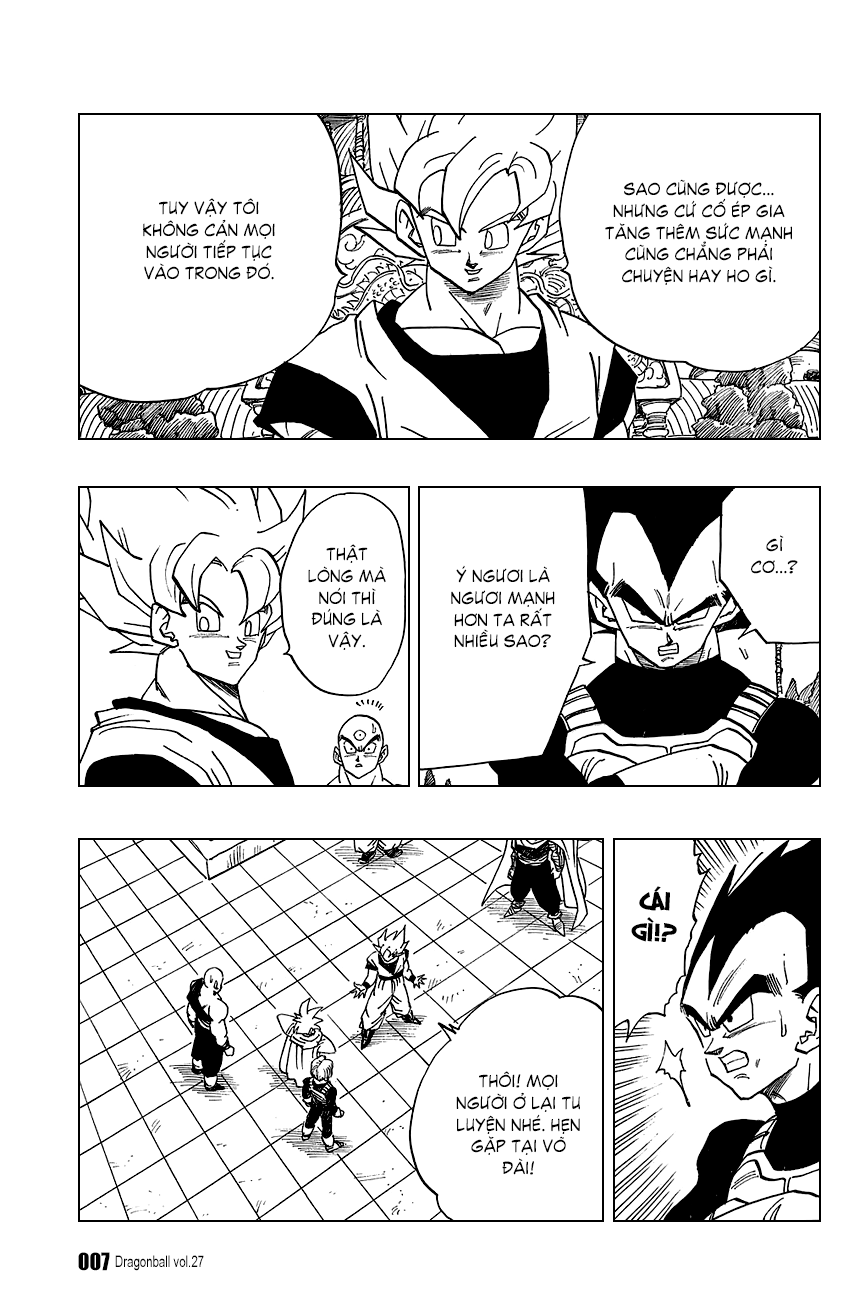 SAO CŨNG ĐƯỢC...
NHƯNG CỨ CỐ ÉP GIA
TĂNG THÊM SỨC MẠNH
CŨNG CHẲNG PHẢI
CHUYỆN HAY HO GÌ.
TUY VẬY TÔI
KHÔNG CẢN MỌI
NGƯỜI TIẾP TỤC
VÀO TRONG ĐÓ.
GÌ
CƠ...?
Ý NGƯƠI LÀ
NGƯƠI MẠNH
HƠN TA RẤT
NHIỀU SAO?
THẬT
LÒNG MÀ
NÓI THÌ
ĐÚNG LÀ
VẬY.
CÁI
GÌ!?
THÔI! MỌI
NGƯỜI Ở LẠI TU
LUYỆN NHÉ. HẸN
GẶP TẠI VÕ
ĐÀI!
007 Dragonball vol.27